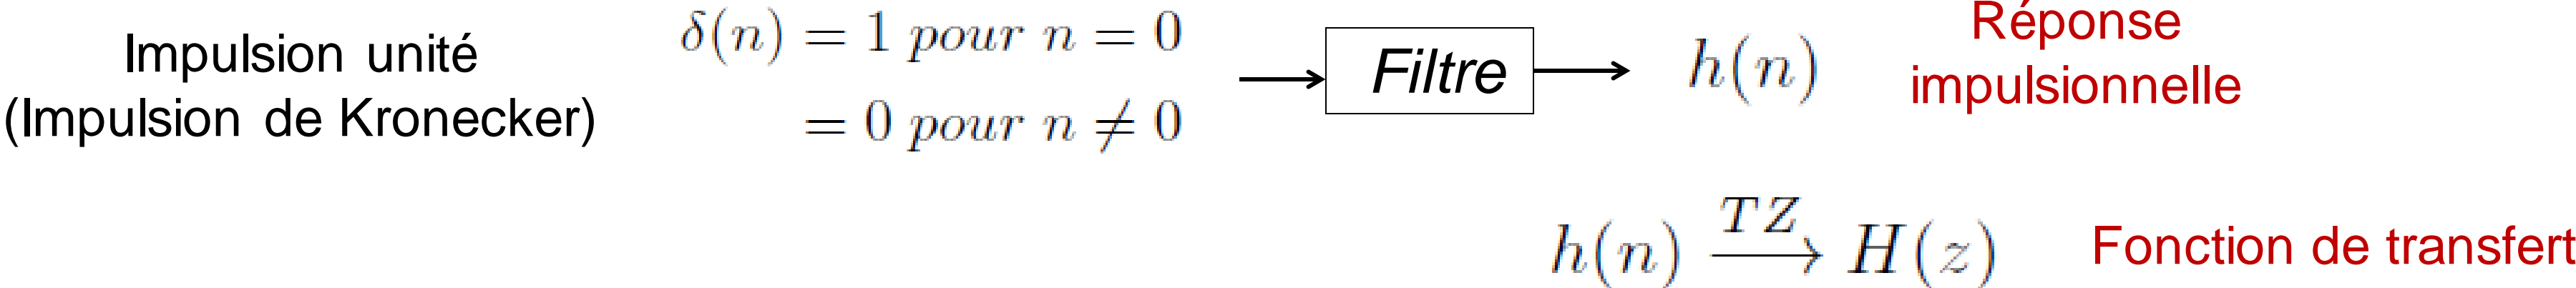 Impulsion unité
(Impulsion de Kronecker)
δ(n) = 1 pour n = 0
= 0 pour n ≠ 0
Filtre
h(n)
Réponse
impulsionnelle
h(n) TZ→ H(z)
Fonction de transfert